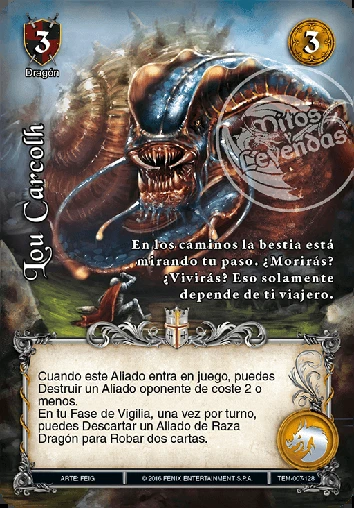 3
Dragón
3
Mitos y
Leyendas
Lou Carcolh
En los caminos la bestia está
mirando tu paso. ¿Morirás?
¿Vivirás? Eso solamente
depende de ti viajero.
Cuando este Aliado entra en juego, puedes
Destruir un Aliado oponente de coste 2 o
menos.
En tu Fase de Vigilia, una vez por turno,
puedes Descartar un Aliado de Raza
Dragón para Robar dos cartas.
ARTE: FEIG
© 2016 FENIX ENTERTAINMENT S.P.A.
TEM-007/128